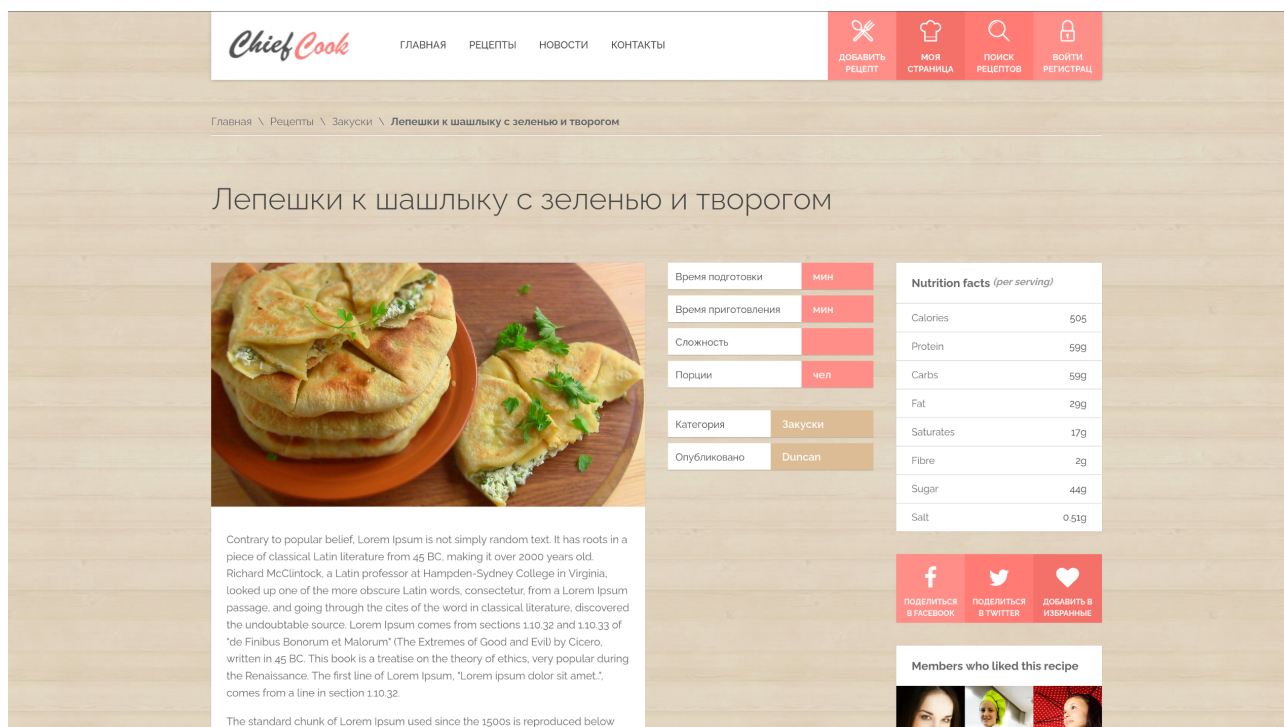 Chief Cook
ГЛАВНАЯ РЕЦЕПТЫ НОВОСТИ КОНТАКТЫ
ДОБАВИТЬ
РЕЦЕПТ
МОЯ
СТРАНИЦА
ПОИСК
РЕЦЕПТОВ
ВОЙТИ
РЕГИСТРАЦ
Главная \ Рецепты \ Закуски \ Лепешки к шашлыку с зеленью и творогом
Лепешки к шашлыку с зеленью и творогом
Время подготовки мин
Время приготовления мин
Сложность
Порции чел
Категория Закуски
Опубликовано Duncan
Nutrition facts (per serving)
Calories 505
Protein 59g
Carbs 59g
Fat 29g
Saturates 17g
Fibre 2g
Sugar 44g
Salt 0.51g
ПОДЕЛИТЬСЯ
В FACEBOOK
ПОДЕЛИТЬСЯ
В TWITTER
ДОБАВИТЬ В
ИЗБРАННЫЕ
Members who liked this recipe
Contrary to popular belief, Lorem Ipsum is not simply random text. It has roots in a
piece of classical Latin literature from 45 BC, making it over 2000 years old.
Richard McClintock, a Latin professor at Hampden-Sydney College in Virginia,
looked up one of the more obscure Latin words, consectetur, from a Lorem Ipsum
passage, and going through the cites of the word in classical literature, discovered
the undoubtable source. Lorem Ipsum comes from sections 1.10.32 and 1.10.33 of
"de Finibus Bonorum et Malorum" (The Extremes of Good and Evil) by Cicero,
written in 45 BC. This book is a treatise on the theory of ethics, very popular during
the Renaissance. The first line of Lorem Ipsum, "Lorem ipsum dolor sit amet..",
comes from a line in section 1.10.32.
The standard chunk of Lorem Ipsum used since the 1500s is reproduced below